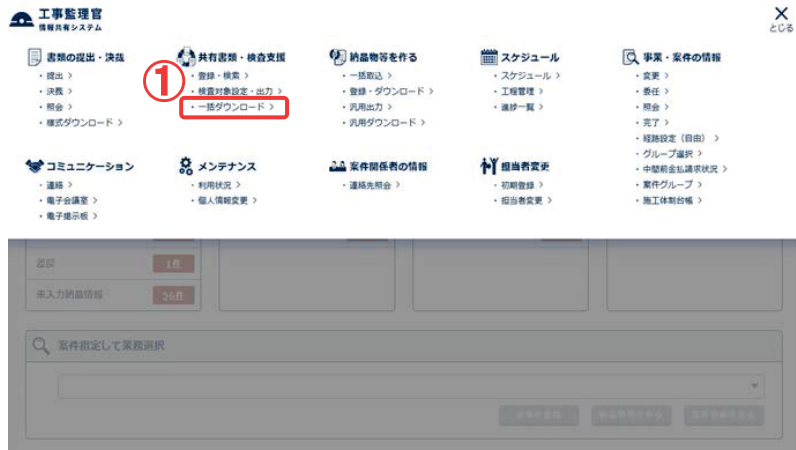 工事監理官
情報共有システム
とじる
書類の提出・決裁
・提出 >
・決裁 >
・照会 >
・様式ダウンロード >
①
共有書類・検査支援
・登録・検索 >
・検査対象設定・出力 >
・一括ダウンロード >
納品物等を作る
・一括取込 >
・登録・ダウンロード >
・汎用出力 >
・汎用ダウンロード >
スケジュール
・スケジュール >
・工程管理 >
・進捗一覧 >
事業・案件の情報
・変更 >
・委任 >
・照会 >
・完了 >
・経路設定（自由） >
・グループ選択 >
・中間前金払請求状況 >
・案件グループ >
・施工体制台帳 >
コミュニケーション
・連絡 >
・電子会議室 >
・電子掲示板 >
メンテナンス
・利用状況 >
・個人情報変更 >
案件関係者の情報
・連絡先照会 >
担当者変更
・初期登録 >
・担当者変更 >
差戻
1件
未入力納品情報
56件
案件指定して業務選択